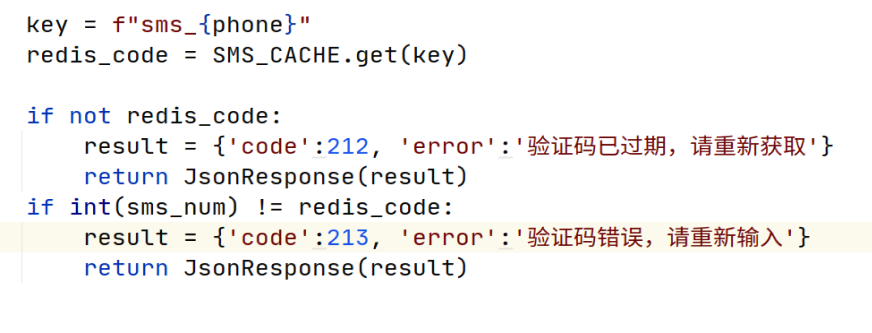 key = f"sms_{phone}"
redis_code = SMS_CACHE.get(key)
if not redis_code:
    result = {'code':212, 'error':'验证码已过期，请重新获取'}
    return JsonResponse(result)
if int(sms_num) != redis_code:
    result = {'code':213, 'error':'验证码错误，请重新输入'}
    return JsonResponse(result)